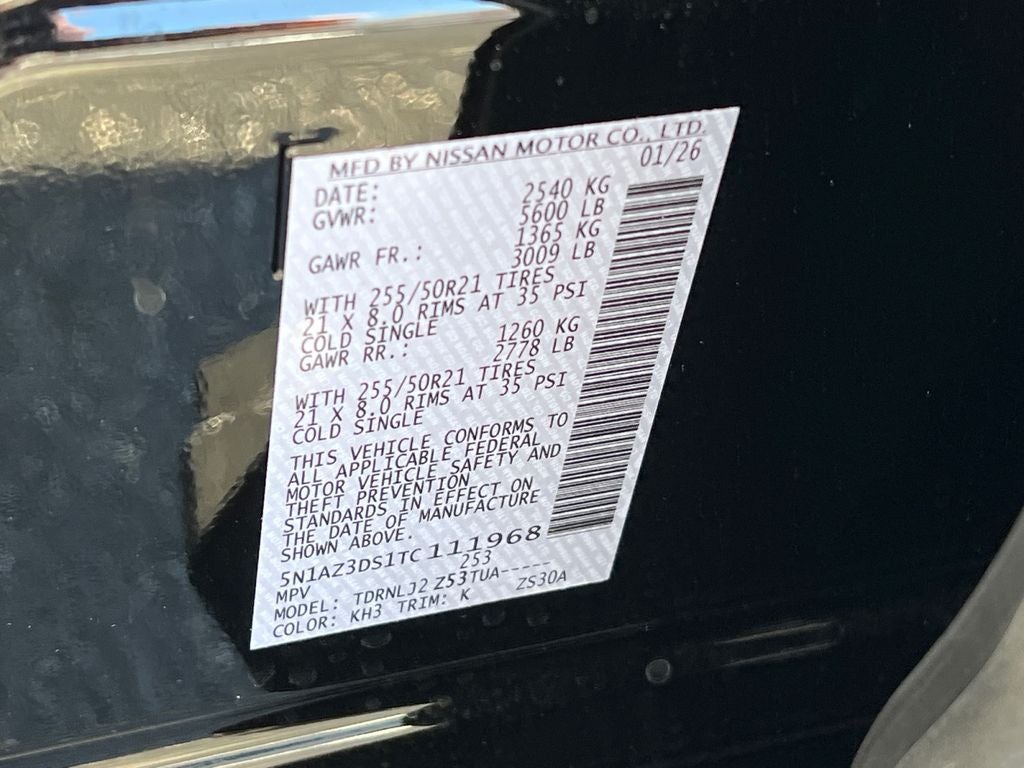 MFD BY NISSAN MOTOR CO., LTD.
DATE: 01/26
GVWR: 2540 KG
5600 LB
GAWR FR.: 1365 KG
3009 LB
WITH 255/50R21 TIRES
21 X 8.0 RIMS AT 35 PSI
COLD SINGLE
GAWR RR.: 1260 KG
2778 LB
WITH 255/50R21 TIRES
21 X 8.0 RIMS AT 35 PSI
COLD SINGLE
THIS VEHICLE CONFORMS TO
ALL APPLICABLE FEDERAL
MOTOR VEHICLE SAFETY AND
THEFT PREVENTION
STANDARDS IN EFFECT ON
THE DATE OF MANUFACTURE
SHOWN ABOVE.
5N1AZ3DS1TC111968
MPV 253
MODEL: TDRNLJ2 Z53TUA-----
COLOR: KH3 TRIM: K ZS30A